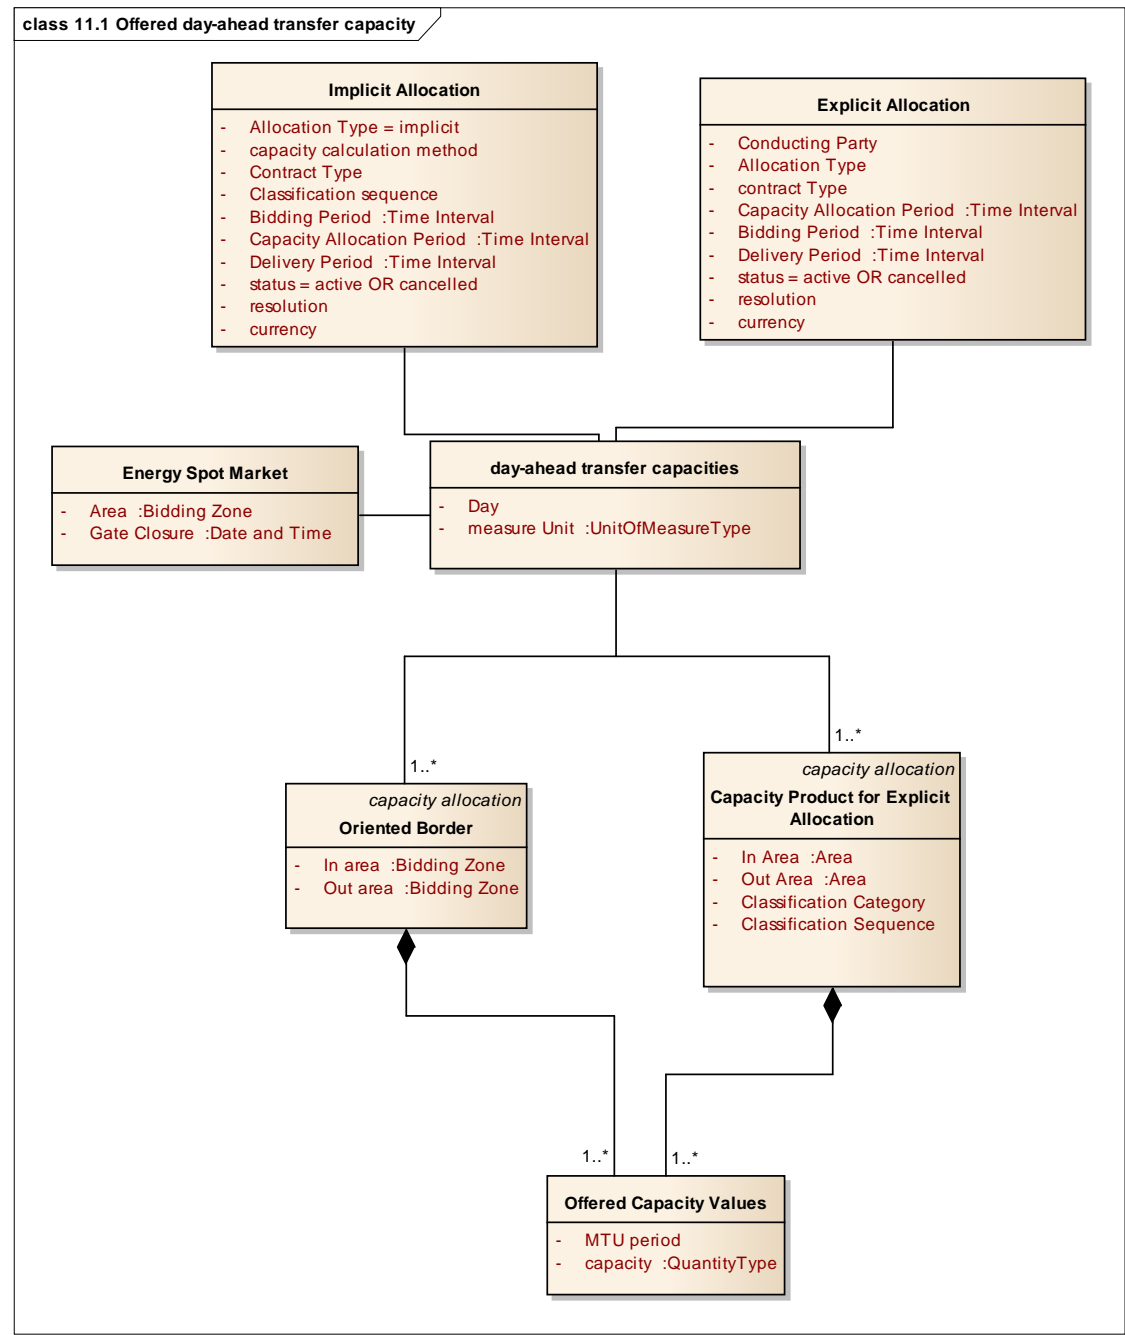 class 11.1 Offered day-ahead transfer capacity
Implicit Allocation
- Allocation Type = implicit
- capacity calculation method
- Contract Type
- Classification sequence
- Bidding Period :Time Interval
- Capacity Allocation Period :Time Interval
- Delivery Period :Time Interval
- status = active OR cancelled
- resolution
- currency
Explicit Allocation
- Conducting Party
- Allocation Type
- contract Type
- Capacity Allocation Period :Time Interval
- Bidding Period :Time Interval
- Delivery Period :Time Interval
- status = active OR cancelled
- resolution
- currency
Energy Spot Market
- Area :Bidding Zone
- Gate Closure :Date and Time
day-ahead transfer capacities
- Day
- measure Unit :UnitOfMeasureType
1..*
1..*
capacity allocation
Oriented Border
- In area :Bidding Zone
- Out area :Bidding Zone
capacity allocation
Capacity Product for Explicit
Allocation
- In Area :Area
- Out Area :Area
- Classification Category
- Classification Sequence
1..*
1..*
Offered Capacity Values
- MTU period
- capacity :QuantityType